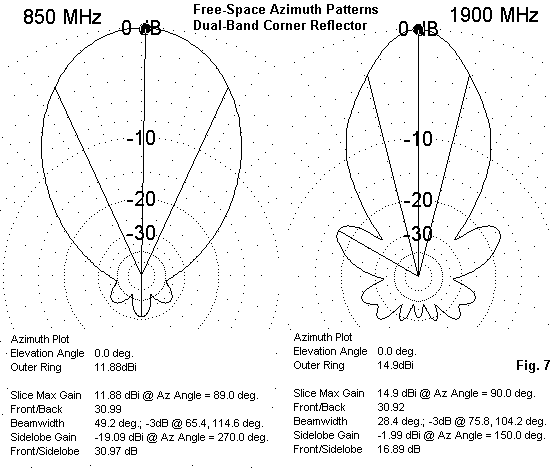 850 MHz
Free-Space Azimuth Patterns
Dual-Band Corner Reflector
1900 MHz
0 dB
-10
-20
-30
0 dB
-10
-20
-30
Azimuth Plot
Elevation Angle 0.0 deg.
Outer Ring 11.88dBi
Slice Max Gain 11.88 dBi @ Az Angle = 89.0 deg.
Front/Back 30.99
Beamwidth 49.2 deg.; -3dB @ 65.4, 114.6 deg.
Sidelobe Gain -19.09 dBi @ Az Angle = 270.0 deg.
Front/Sidelobe 30.97 dB
Azimuth Plot
Elevation Angle 0.0 deg.
Outer Ring 14.9dBi
Fig. 7
Slice Max Gain 14.9 dBi @ Az Angle = 90.0 deg.
Front/Back 30.92
Beamwidth 28.4 deg.; -3dB @ 75.8, 104.2 deg.
Sidelobe Gain -1.99 dBi @ Az Angle = 150.0 deg.
Front/Sidelobe 16.89 dB